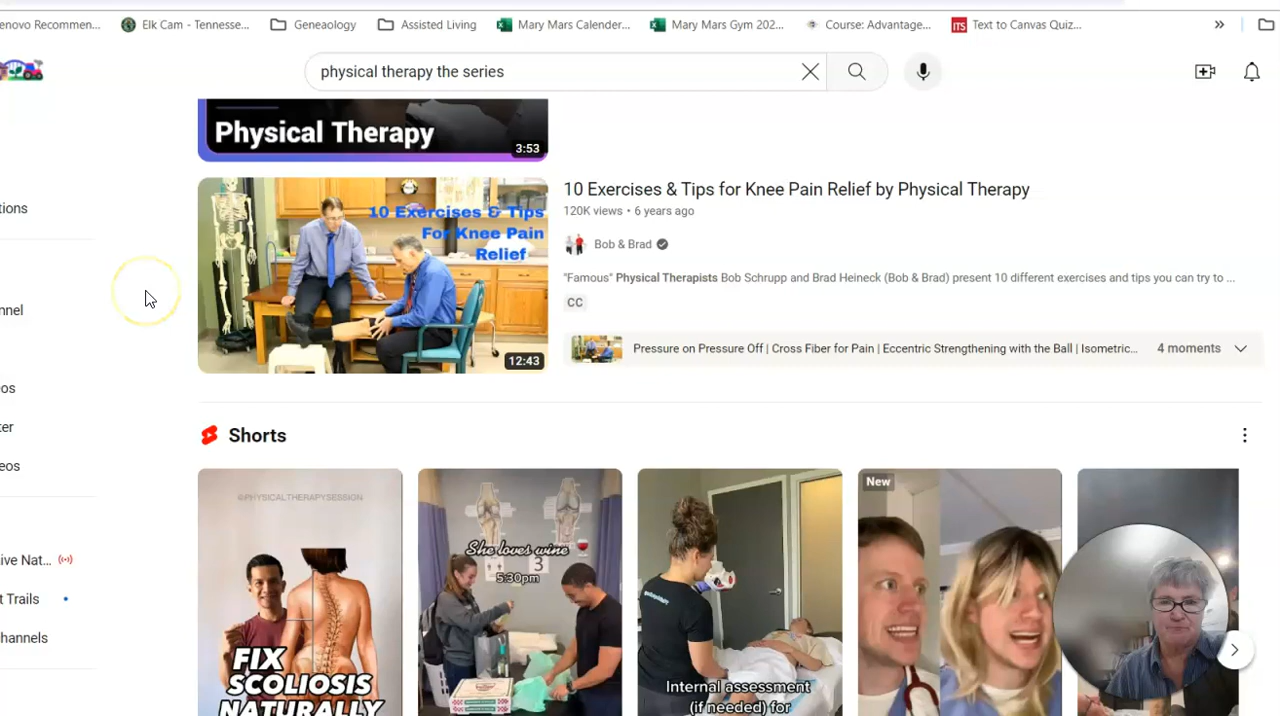 enovo Recommen... Elk Cam - Tennesse... Geneaology Assisted Living Mary Mars Calender... Mary Mars Gym 202... Course: Advantage... ITS Text to Canvas Quiz... »
physical therapy the series
Physical Therapy
3:53
10 Exercises & Tips
For Knee Pain
Relief
12:43
10 Exercises & Tips for Knee Pain Relief by Physical Therapy
120K views • 6 years ago
Bob & Brad
"Famous" Physical Therapists Bob Schrupp and Brad Heineck (Bob & Brad) present 10 different exercises and tips you can try to ...
CC
Pressure on Pressure Off | Cross Fiber for Pain | Eccentric Strengthening with the Ball | Isometric... 4 moments
tions
nnel
eos
ter
eos
ive Nat...
t Trails
hannels
Shorts
@PHYSICALTHERAPYSESSION
FIX
SCOLIOSIS
NATURALLY
She loves wine
5:30pm
3
Internal assessment
(if needed) for
New